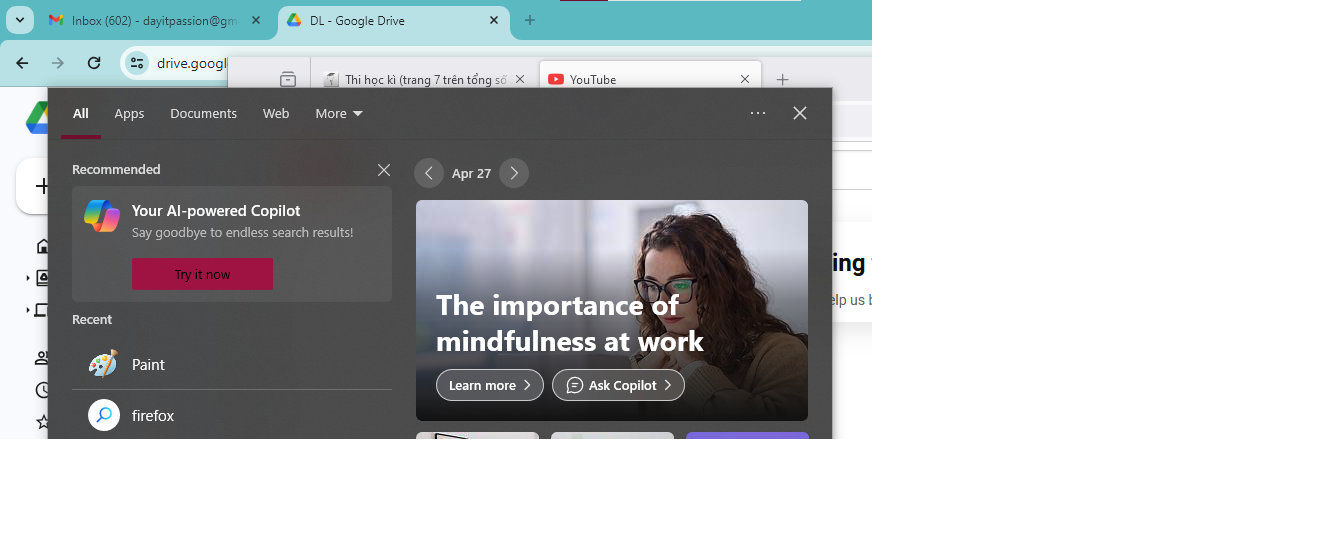 Inbox (602) - dayitpassion@gm
DL - Google Drive
drive.googl
Thi học kì (trang 7 trên tổng số
YouTube
All
Apps
Documents
Web
More
Recommended
Apr 27
Your AI-powered Copilot
Say goodbye to endless search results!
Try it now
The importance of
mindfulness at work
Learn more
Ask Copilot
Recent
Paint
firefox
ing
elp us b